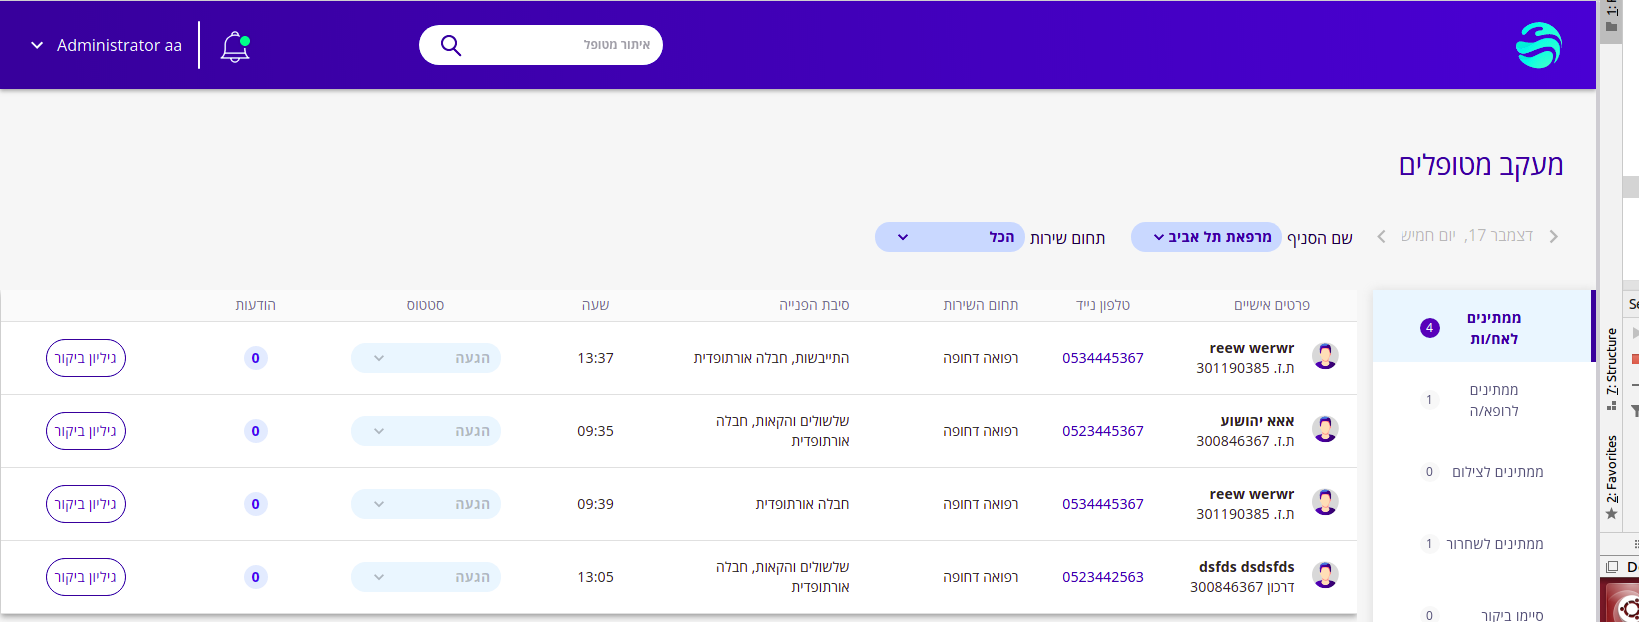 Administrator aa
איתור מטופל
מעקב מטופלים
דצמבר 17, יום חמיש
שם הסניף
מרפאת תל אביב
תחום שירות
הכל
פרטים אישיים
טלפון נייד
תחום השירות
סיבת הפנייה
שעה
סטטוס
הודעות
reew werwr
ת.ז. 301190385
0534445367
רפואה דחופה
התייבשות, חבלה אורתופדית
13:37
הגעה
0
גיליון ביקור
אאא יהושוע
ת.ז. 300846367
0523445367
רפואה דחופה
שלשולים והקאות, חבלה
אורתופדית
09:35
הגעה
0
גיליון ביקור
reew werwr
ת.ז. 301190385
0534445367
רפואה דחופה
חבלה אורתופדית
09:39
הגעה
0
גיליון ביקור
dsfds dsdsfds
דרכון 300846367
0523442563
רפואה דחופה
שלשולים והקאות, חבלה
אורתופדית
13:05
הגעה
0
גיליון ביקור
ממתינים
לאח/ות
4
ממתינים
לרופא/ה
1
ממתינים לצילום
0
ממתינים לשחרור
1
סיימו ביקור
0
7: Structure
2: Favorites